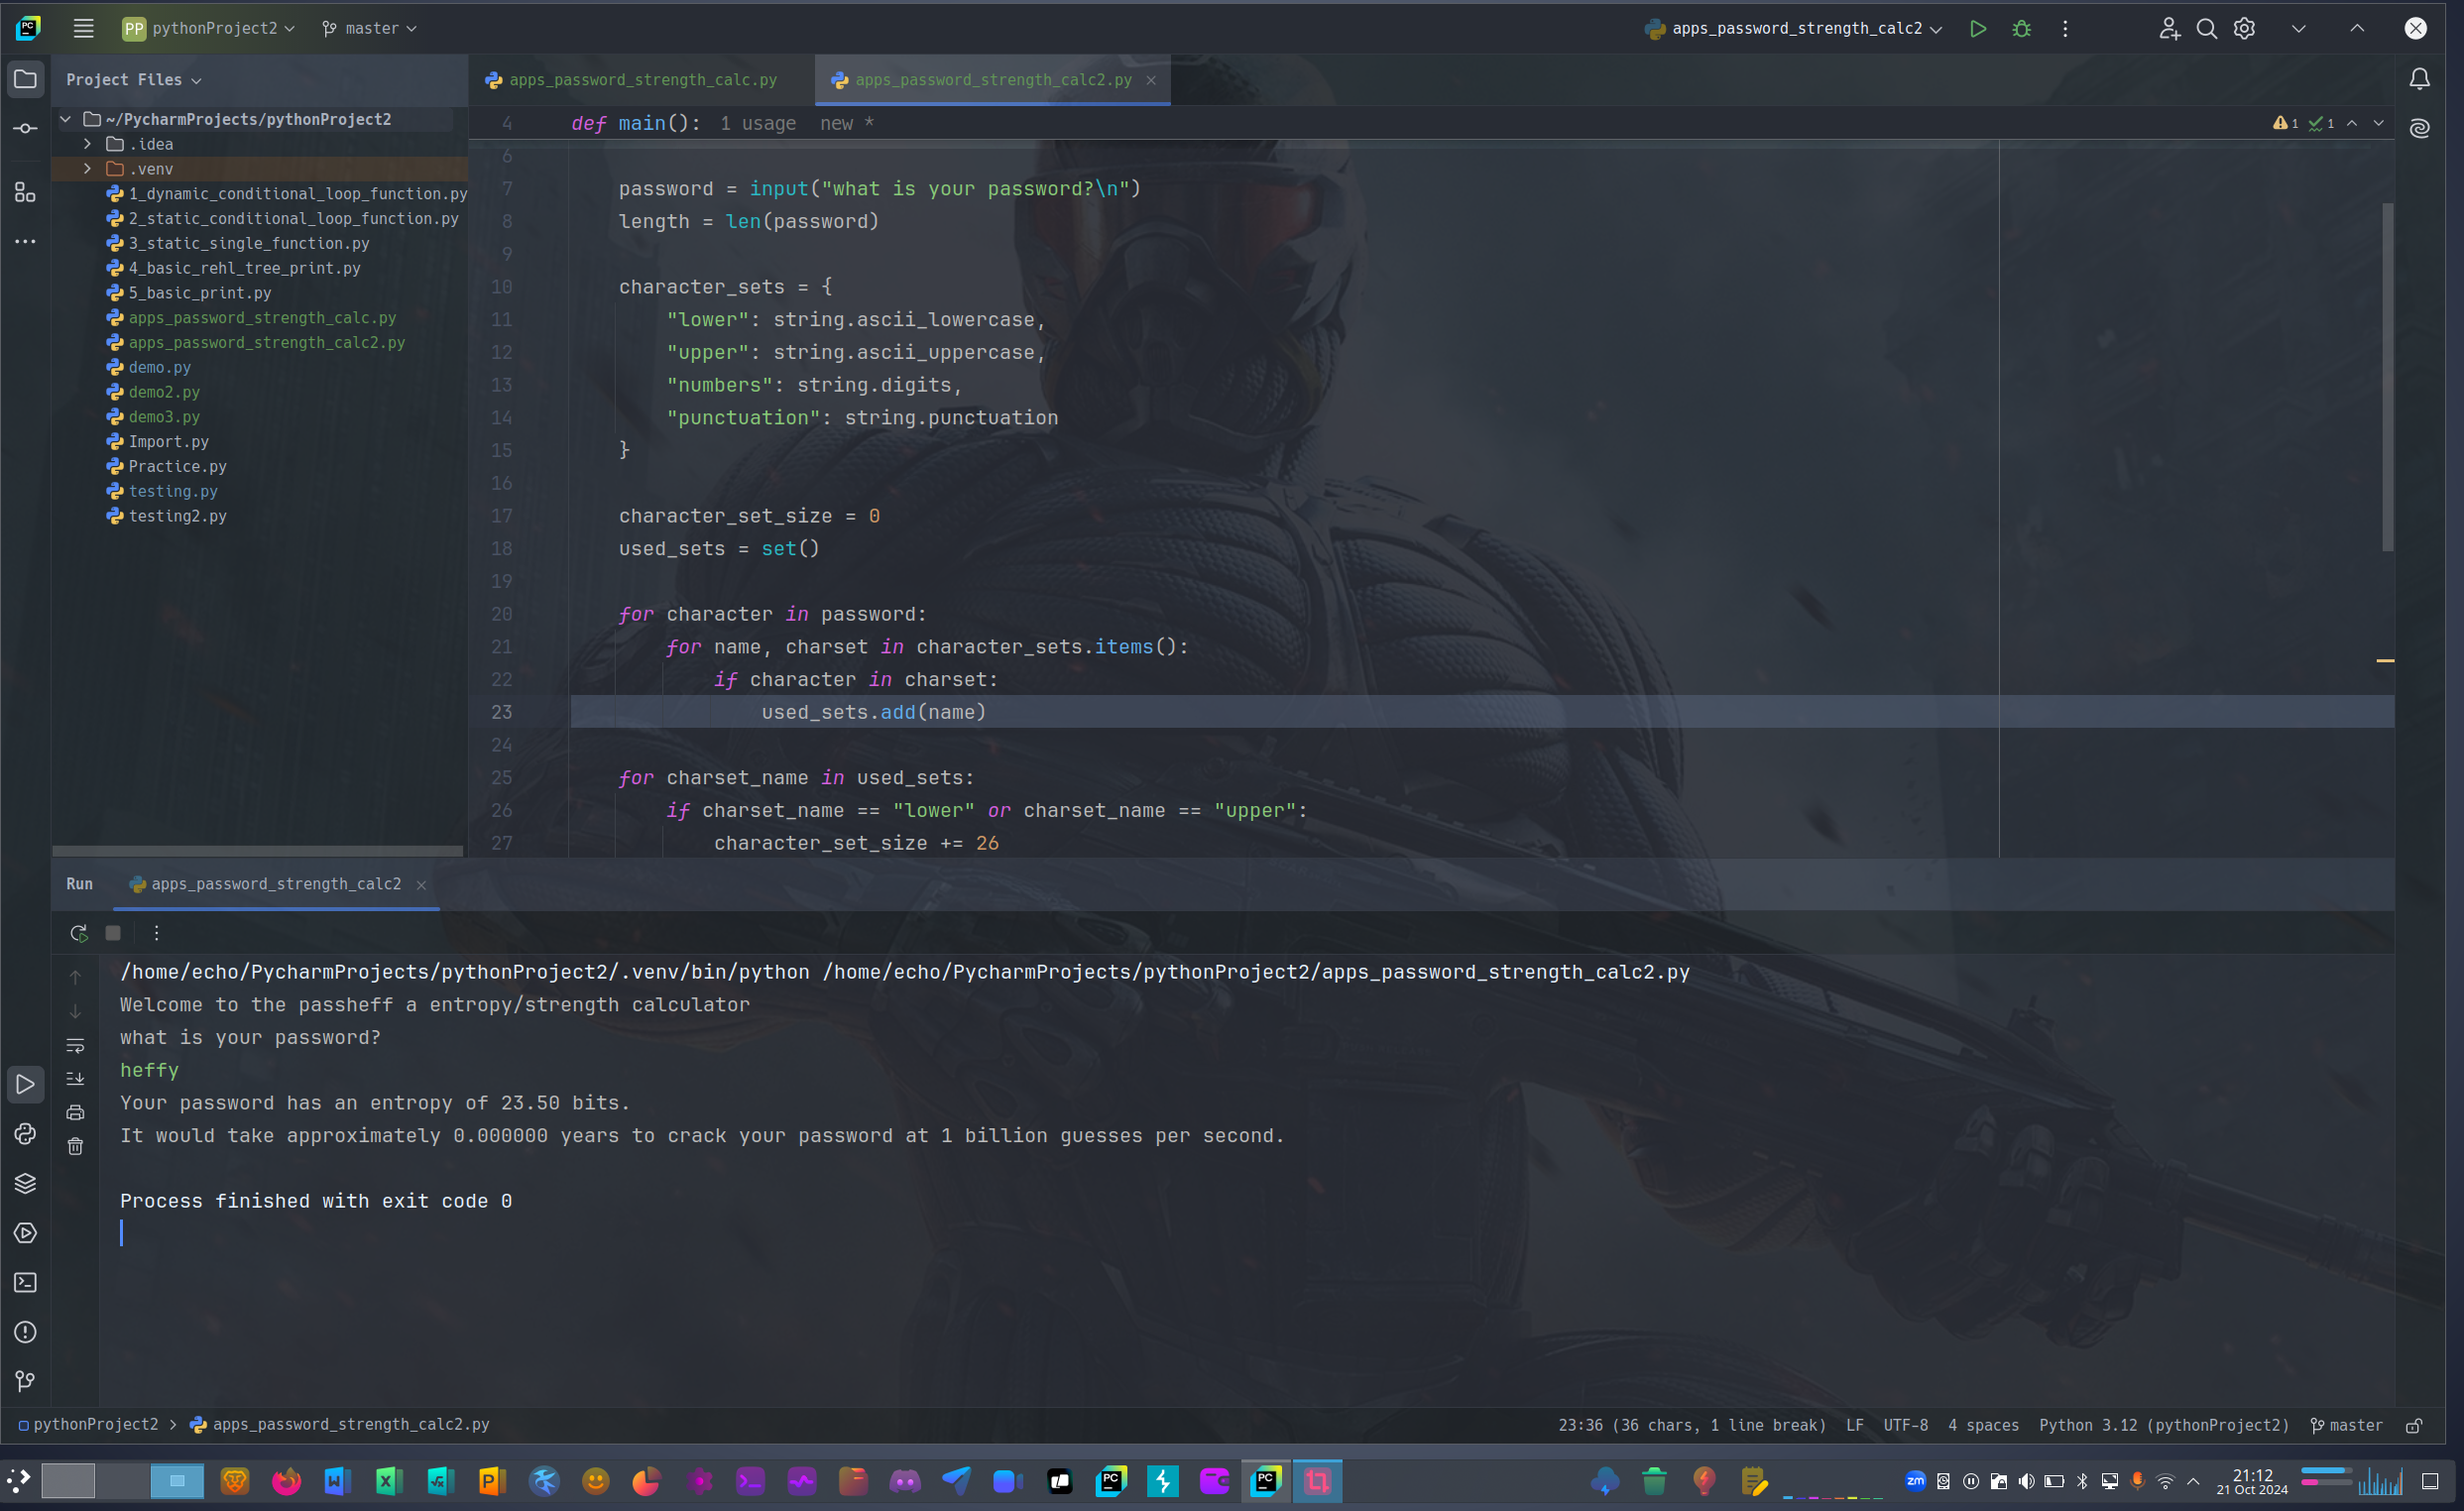 PP pythonProject2
master
apps_password_strength_calc2
Project Files
apps_password_strength_calc.py
apps_password_strength_calc2.py
~/PycharmProjects/pythonProject2
.idea
.venv
1_dynamic_conditional_loop_function.py
2_static_conditional_loop_function.py
3_static_single_function.py
4_basic_rehl_tree_print.py
5_basic_print.py
apps_password_strength_calc.py
apps_password_strength_calc2.py
demo.py
demo2.py
demo3.py
Import.py
Practice.py
testing.py
testing2.py
4 def main(): 1 usage new *
1 1
6
7 password = input("what is your password?\n")
8 length = len(password)
9
10 character_sets = {
11 "lower": string.ascii_lowercase,
12 "upper": string.ascii_uppercase,
13 "numbers": string.digits,
14 "punctuation": string.punctuation
15 }
16
17 character_set_size = 0
18 used_sets = set()
19
20 for character in password:
21 for name, charset in character_sets.items():
22 if character in charset:
23 used_sets.add(name)
24
25 for charset_name in used_sets:
26 if charset_name == "lower" or charset_name == "upper":
27 character_set_size += 26
Run apps_password_strength_calc2
/home/echo/PycharmProjects/pythonProject2/.venv/bin/python /home/echo/PycharmProjects/pythonProject2/apps_password_strength_calc2.py
Welcome to the passheff a entropy/strength calculator
what is your password?
heffy
Your password has an entropy of 23.50 bits.
It would take approximately 0.000000 years to crack your password at 1 billion guesses per second.
Process finished with exit code 0
pythonProject2 > apps_password_strength_calc2.py
23:36 (36 chars, 1 line break) LF UTF-8 4 spaces Python 3.12 (pythonProject2) master
zm
21:12
21 Oct 2024